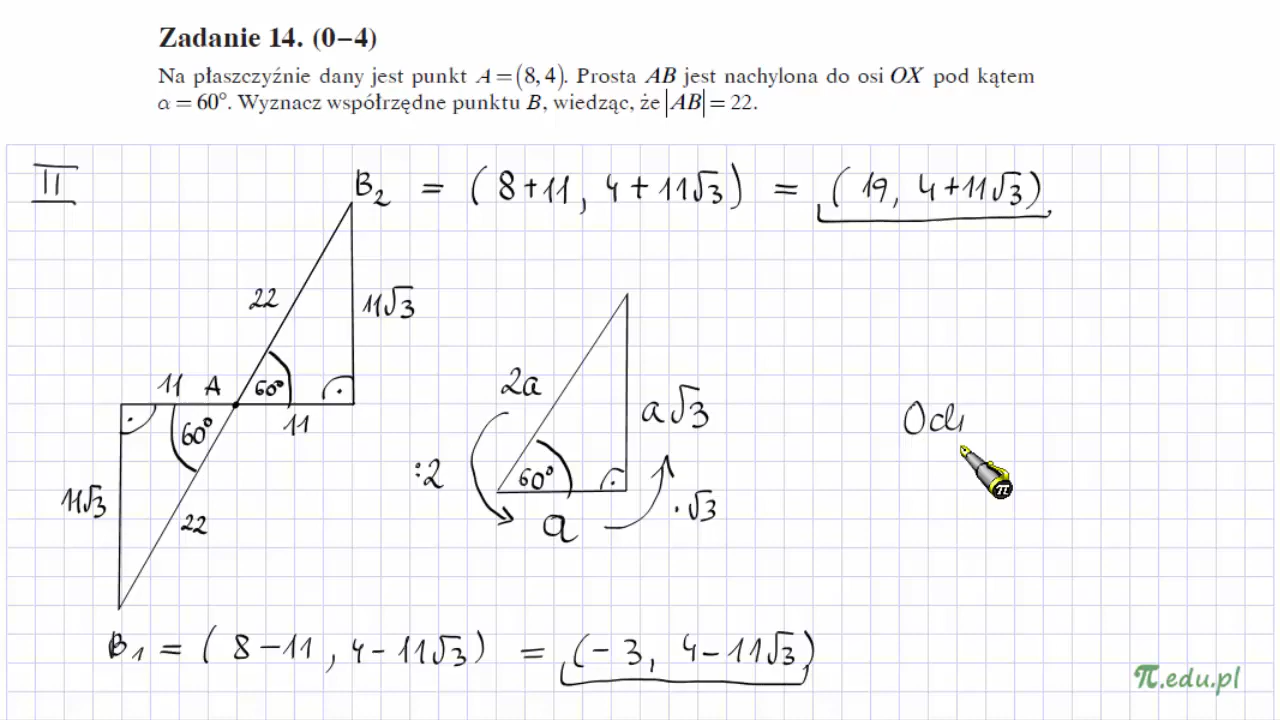 Zadanie 14. (0–4)
Na płaszczyźnie dany jest punkt A = (8, 4). Prosta AB jest nachylona do osi OX pod kątem
α = 60°. Wyznacz współrzędne punktu B, wiedząc, że |AB| = 22.
II
B₂ = (8+11, 4+11√3) = (19, 4+11√3)
22
11√3
11 A 60°
60° 11
2a
a√3
Od
:2
60°
11√3
22
·√3
a
π
B₁ = (8−11, 4−11√3) = (−3, 4−11√3)
π.edu.pl